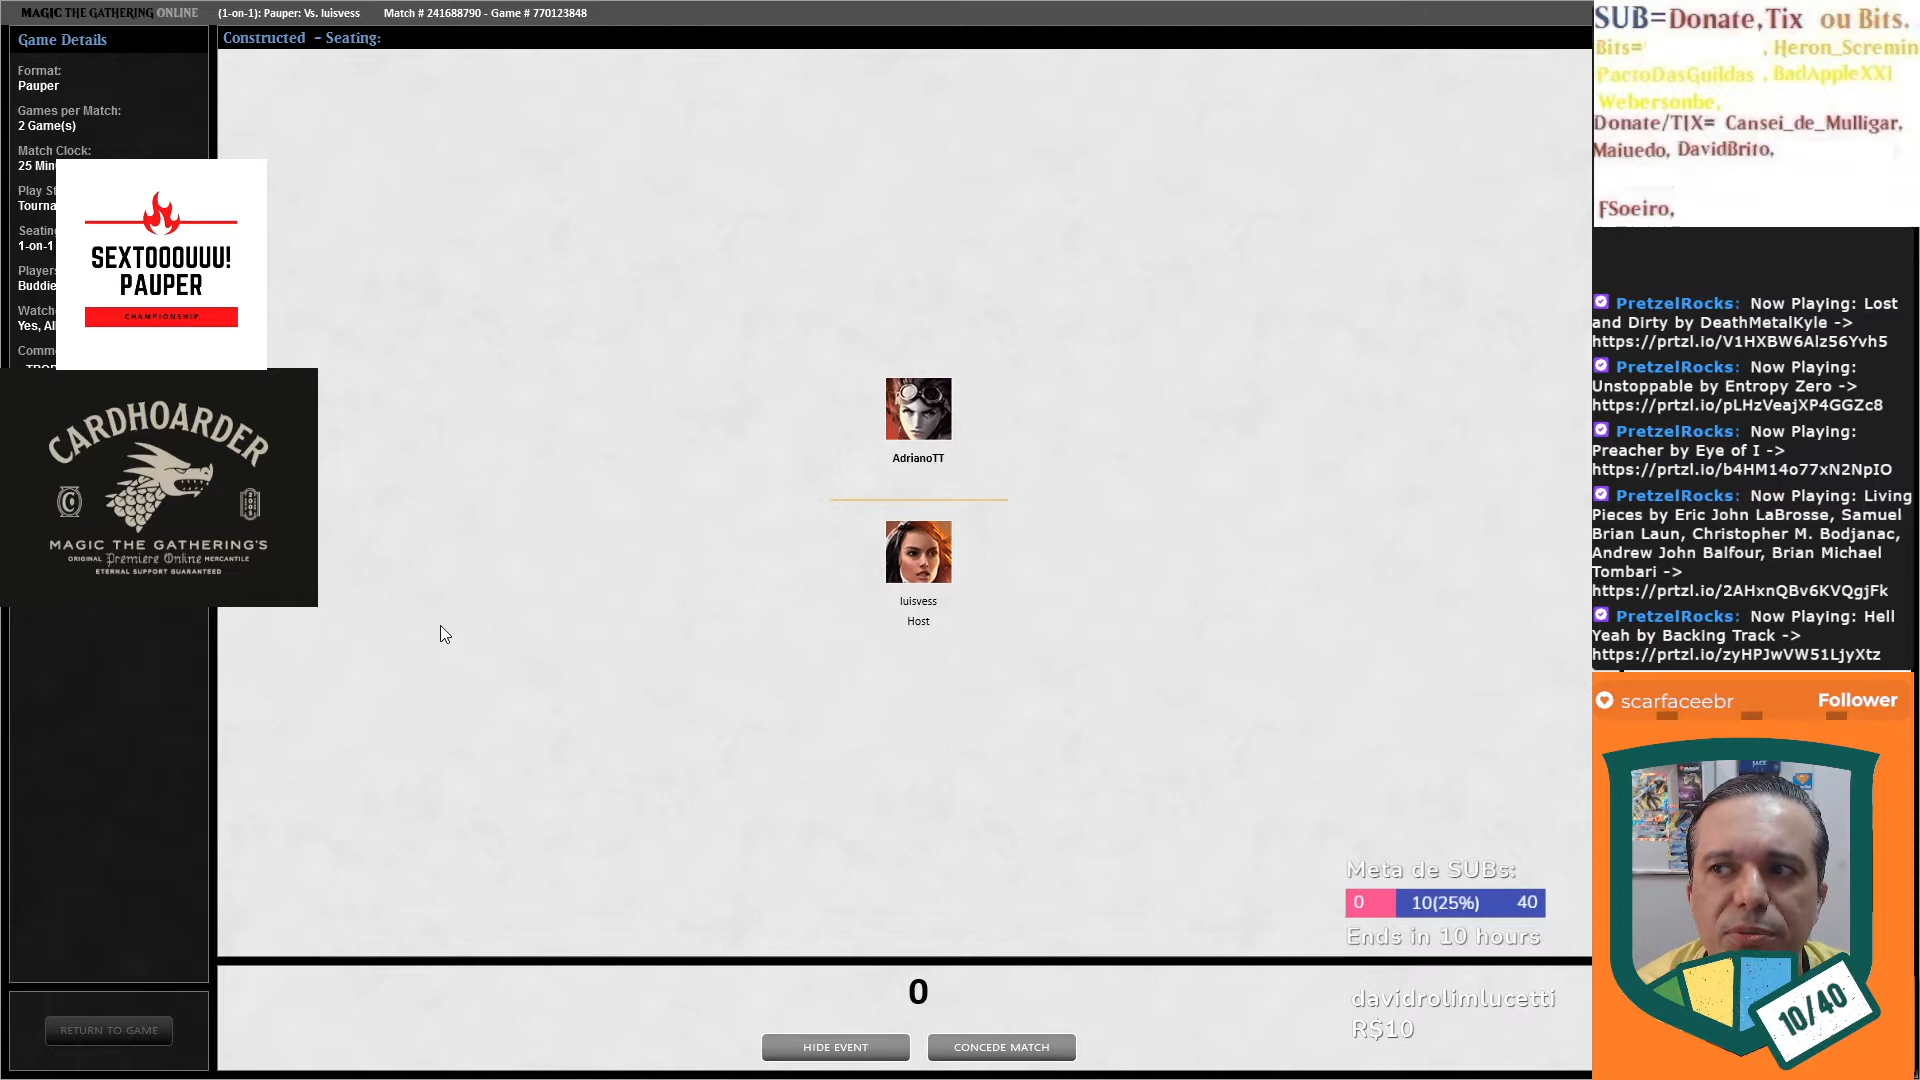 MAGIC THE GATHERING ONLINE
(1-on-1): Pauper: Vs. luisvess
Match # 241688790 - Game # 770123848
Game Details
Format:
Pauper
Games per Match:
2 Game(s)
Match Clock:
25 Min
Play St
Tourna
Seatin
1-on-1
Players
Buddie
Watch
Yes, Al
Comme
SEXTOOOUUU!
PAUPER
CHAMPIONSHIP
CARDHOARDER
MAGIC THE GATHERING'S
ORIGINAL Premiere Online MERCANTILE
ETERNAL SUPPORT GUARANTEED
RETURN TO GAME
Constructed - Seating:
AdrianoTT
luisvess
Host
Meta de SUBs:
0 10(25%) 40
Ends in 10 hours
0
HIDE EVENT
CONCEDE MATCH
davidrolimlucetti
R$10
SUB=Donate,Tix ou Bits.
Bits= , Heron_Scremin
PactoDasGuildas , BadAppleXXI
Webersonbe,
Donate/TIX= Cansei_de_Mulligar,
Maiuedo, DavidBrito,
FSoeiro,
PretzelRocks: Now Playing: Lost
and Dirty by DeathMetalKyle ->
https://prtzl.io/V1HXBW6Alz56Yvh5
PretzelRocks: Now Playing:
Unstoppable by Entropy Zero ->
https://prtzl.io/pLHzVeajXP4GGZc8
PretzelRocks: Now Playing:
Preacher by Eye of I ->
https://prtzl.io/b4HM14o77xN2NpIO
PretzelRocks: Now Playing: Living
Pieces by Eric John LaBrosse, Samuel
Brian Laun, Christopher M. Bodjanac,
Andrew John Balfour, Brian Michael
Tombari ->
https://prtzl.io/2AHxnQBv6KVQgjFk
PretzelRocks: Now Playing: Hell
Yeah by Backing Track ->
https://prtzl.io/zyHPJwVW51LjyXtz
scarfaceebr Follower
10/40